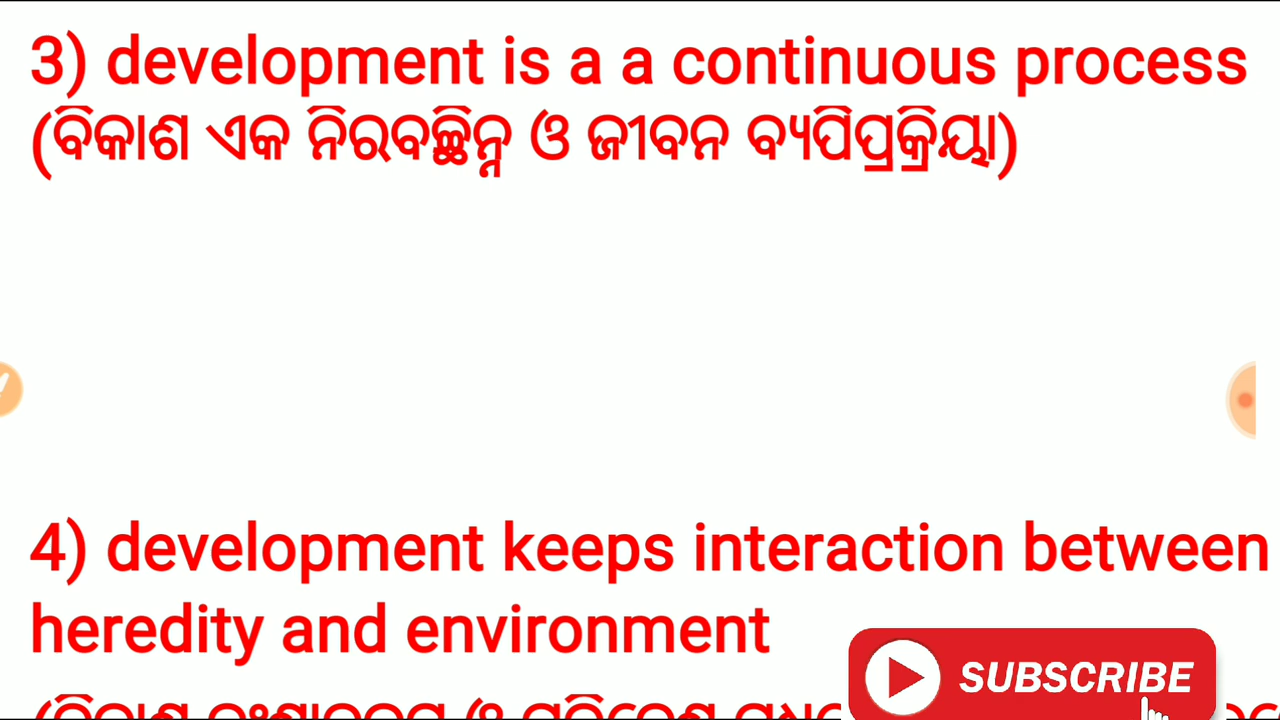 3) development is a a continuous process
(ବିକାଶ ଏକ ନିରବଚ୍ଛିନ୍ନ ଓ ଜୀବନ ବ୍ୟପିପ୍ରକ୍ରିୟା)
4) development keeps interaction between
heredity and environment
SUBSCRIBE